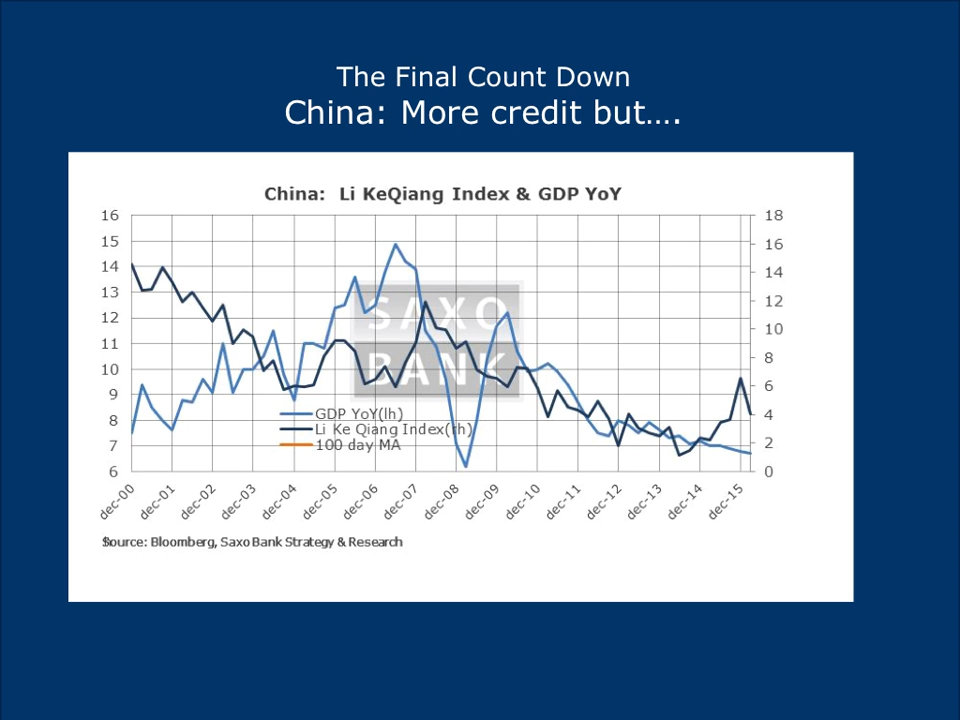 The Final Count Down
China: More credit but....
China: Li KeQiang Index & GDP YoY
16
15
14
13
12
11
10
9
8
7
6
18
16
14
12
10
8
6
4
2
0
SAXO
BANK
GDP YoY(lh)
Li Ke Qiang Index(rh)
100 day MA
dec-00
dec-01
dec-02
dec-03
dec-04
dec-05
dec-06
dec-07
dec-08
dec-09
dec-10
dec-11
dec-12
dec-13
dec-14
dec-15
Source: Bloomberg, Saxo Bank Strategy & Research